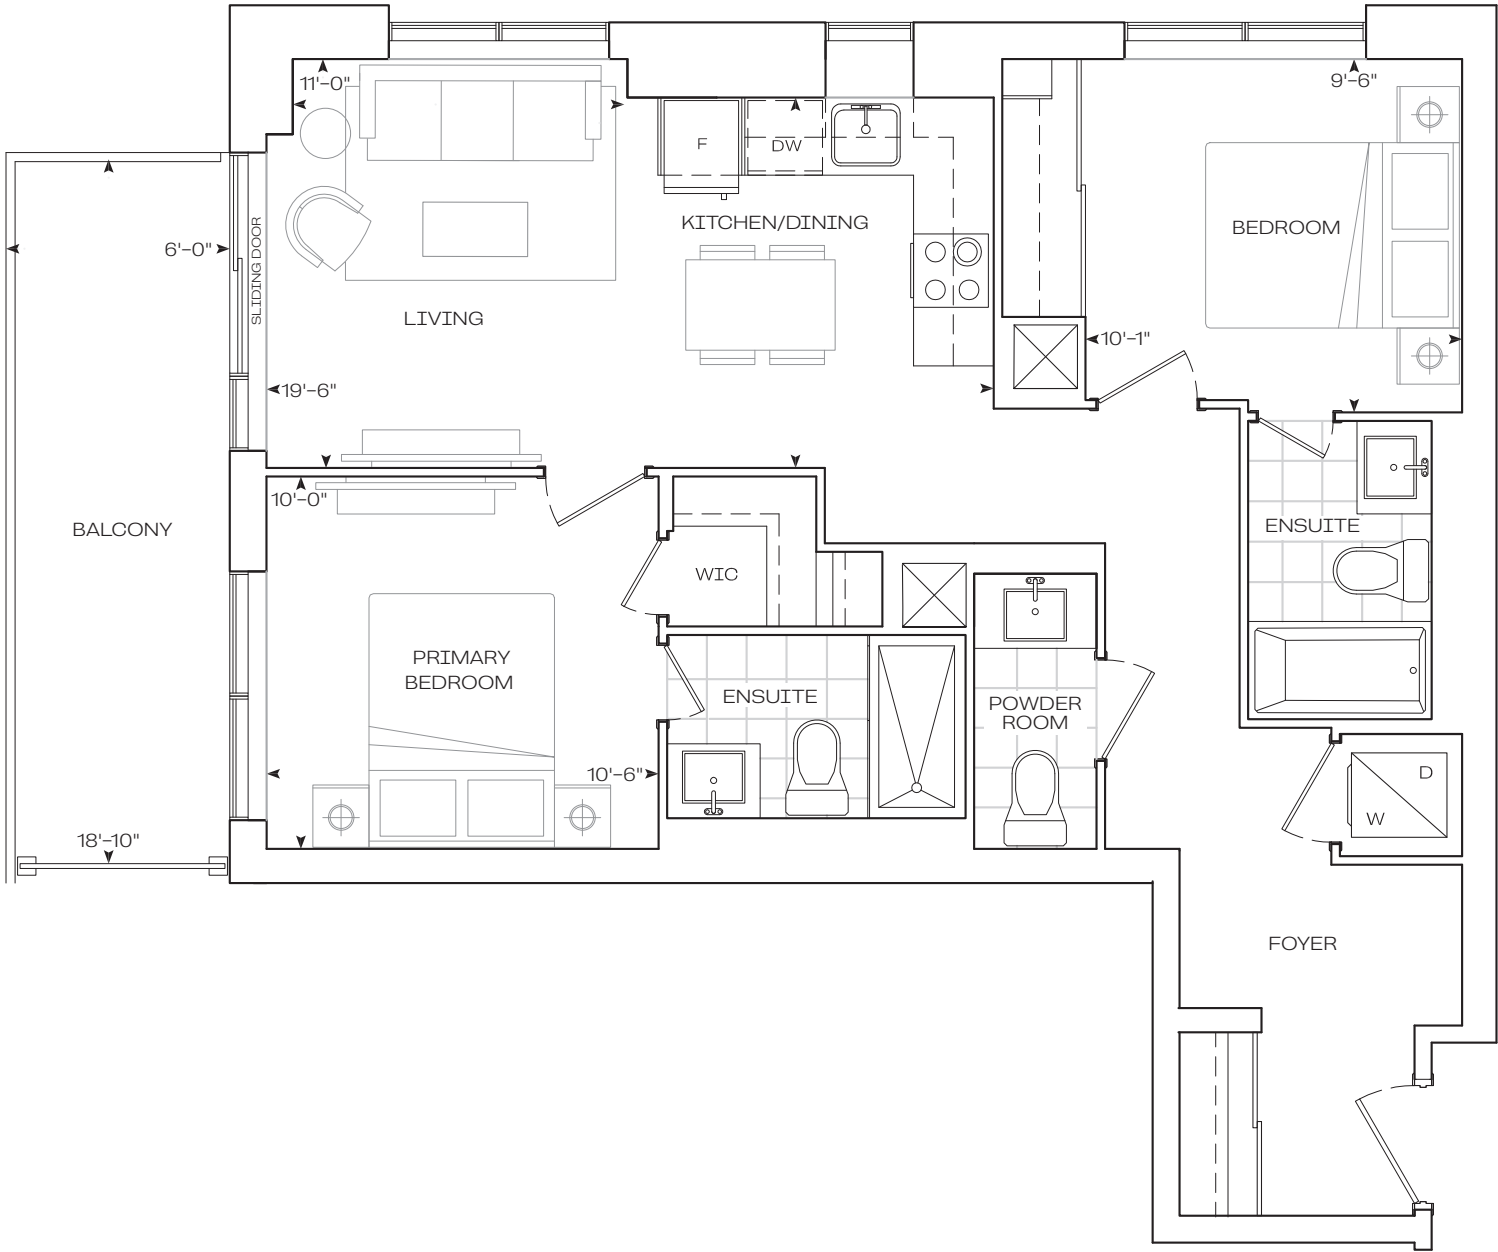 11'-0"
9'-6"
F
DW
KITCHEN/DINING
BEDROOM
6'-0"
SLIDING DOOR
LIVING
10'-1"
19'-6"
10'-0"
BALCONY
ENSUITE
WIC
PRIMARY
BEDROOM
ENSUITE
POWDER
ROOM
10'-6"
D
W
18'-10"
FOYER